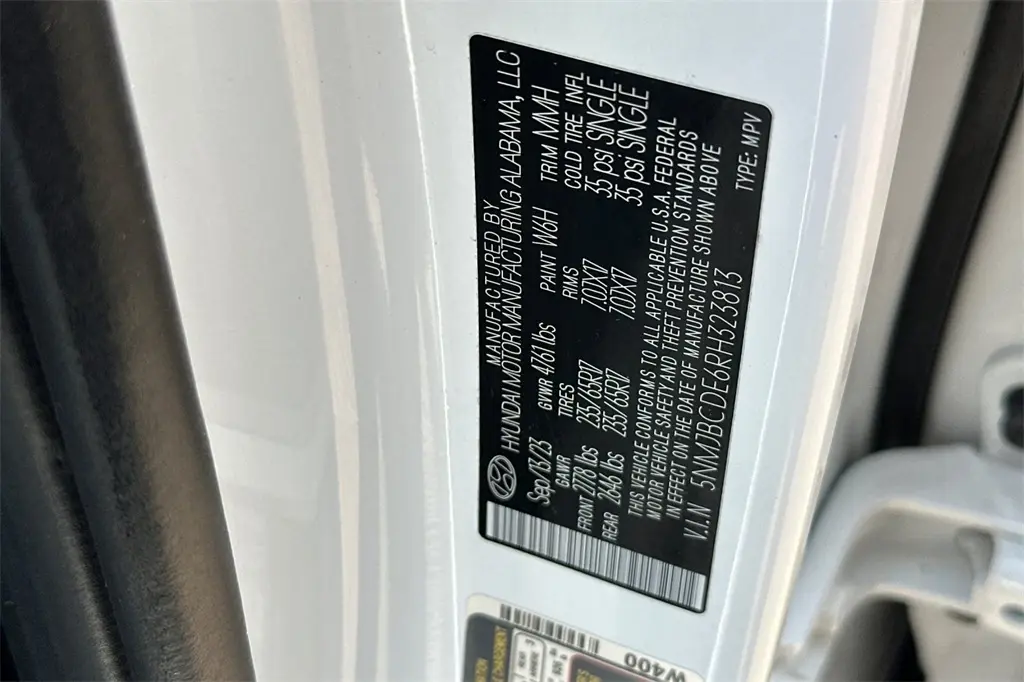 MANUFACTURED BY
HYUNDAI MOTOR MANUFACTURING ALABAMA, LLC
Sep/13/23 GVWR 4761 lbs PAINT W6H TRIM MMH
GAWR TIRES RIMS COLD TIRE INFL
FRONT 2778 lbs 235/65R17 7.0JX17 35 psi SINGLE
REAR 2646 lbs 235/65R17 7.0JX17 35 psi SINGLE
THIS VEHICLE CONFORMS TO ALL APPLICABLE U.S.A. FEDERAL
MOTOR VEHICLE SAFETY AND THEFT PREVENTION STANDARDS
IN EFFECT ON THE DATE OF MANUFACTURE SHOWN ABOVE
V.I.N 5NMJBCDE6RH323813 TYPE: MPV
W400